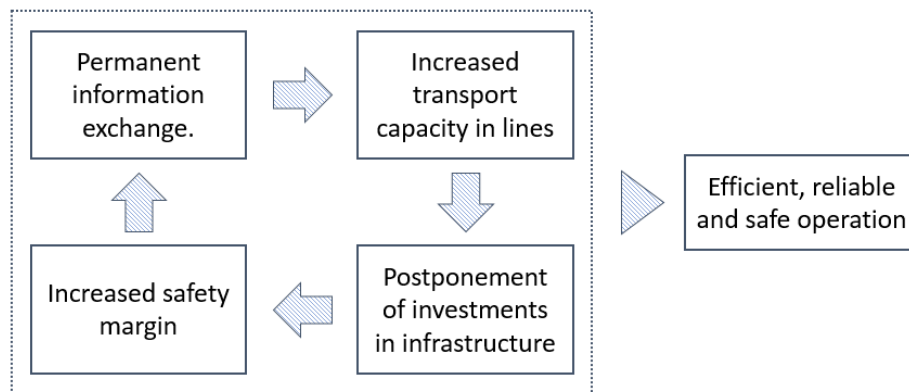 Permanent
information
exchange.
Increased
transport
capacity in lines
Postponement
of investments
in infrastructure
Increased safety
margin
Efficient, reliable
and safe operation